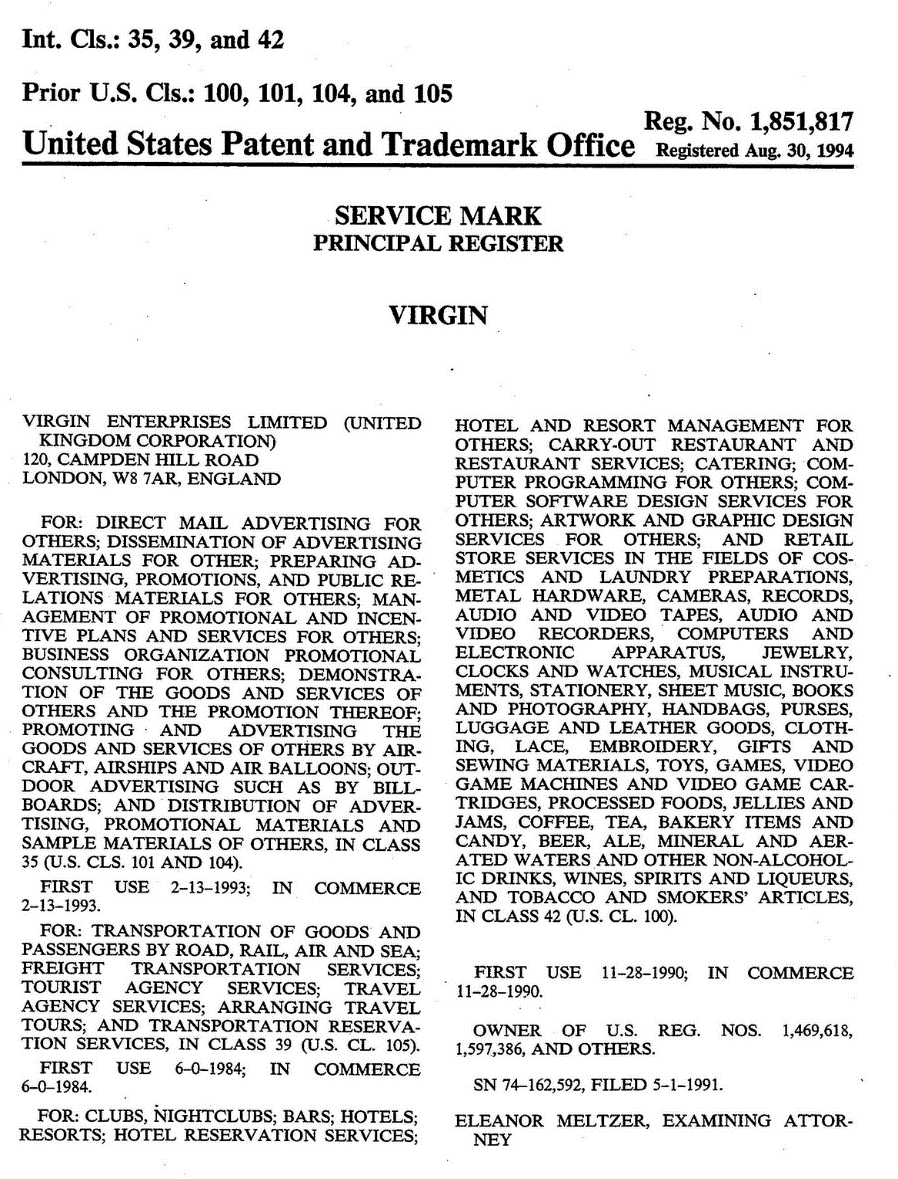 Int. Cls.: 35, 39, and 42
Prior U.S. Cls.: 100, 101, 104, and 105
Reg. No. 1,851,817
United States Patent and Trademark Office Registered Aug. 30, 1994
SERVICE MARK
PRINCIPAL REGISTER
VIRGIN
VIRGIN ENTERPRISES LIMITED (UNITED
KINGDOM CORPORATION)
120, CAMPDEN HILL ROAD
LONDON, W8 7AR, ENGLAND
FOR: DIRECT MAIL ADVERTISING FOR
OTHERS; DISSEMINATION OF ADVERTISING
MATERIALS FOR OTHER; PREPARING AD-
VERTISING, PROMOTIONS, AND PUBLIC RE-
LATIONS MATERIALS FOR OTHERS; MAN-
AGEMENT OF PROMOTIONAL AND INCEN-
TIVE PLANS AND SERVICES FOR OTHERS;
BUSINESS ORGANIZATION PROMOTIONAL
CONSULTING FOR OTHERS; DEMONSTRA-
TION OF THE GOODS AND SERVICES OF
OTHERS AND THE PROMOTION THEREOF;
PROMOTING AND ADVERTISING THE
GOODS AND SERVICES OF OTHERS BY AIR-
CRAFT, AIRSHIPS AND AIR BALLOONS; OUT-
DOOR ADVERTISING SUCH AS BY BILL-
BOARDS; AND DISTRIBUTION OF ADVER-
TISING, PROMOTIONAL MATERIALS AND
SAMPLE MATERIALS OF OTHERS, IN CLASS
35 (U.S. CLS. 101 AND 104).
FIRST USE 2-13-1993; IN COMMERCE
2-13-1993.
FOR: TRANSPORTATION OF GOODS AND
PASSENGERS BY ROAD, RAIL, AIR AND SEA;
FREIGHT TRANSPORTATION SERVICES;
TOURIST AGENCY SERVICES; TRAVEL
AGENCY SERVICES; ARRANGING TRAVEL
TOURS; AND TRANSPORTATION RESERVA-
TION SERVICES, IN CLASS 39 (U.S. CL. 105).
FIRST USE 6-0-1984; IN COMMERCE
6-0-1984.
FOR: CLUBS, NIGHTCLUBS; BARS; HOTELS;
RESORTS; HOTEL RESERVATION SERVICES;
HOTEL AND RESORT MANAGEMENT FOR
OTHERS; CARRY-OUT RESTAURANT AND
RESTAURANT SERVICES; CATERING; COM-
PUTER PROGRAMMING FOR OTHERS; COM-
PUTER SOFTWARE DESIGN SERVICES FOR
OTHERS; ARTWORK AND GRAPHIC DESIGN
SERVICES FOR OTHERS; AND RETAIL
STORE SERVICES IN THE FIELDS OF COS-
METICS AND LAUNDRY PREPARATIONS,
METAL HARDWARE, CAMERAS, RECORDS,
AUDIO AND VIDEO TAPES, AUDIO AND
VIDEO RECORDERS, COMPUTERS AND
ELECTRONIC APPARATUS, JEWELRY,
CLOCKS AND WATCHES, MUSICAL INSTRU-
MENTS, STATIONERY, SHEET MUSIC, BOOKS
AND PHOTOGRAPHY, HANDBAGS, PURSES,
LUGGAGE AND LEATHER GOODS, CLOTH-
ING, LACE, EMBROIDERY, GIFTS AND
SEWING MATERIALS, TOYS, GAMES, VIDEO
GAME MACHINES AND VIDEO GAME CAR-
TRIDGES, PROCESSED FOODS, JELLIES AND
JAMS, COFFEE, TEA, BAKERY ITEMS AND
CANDY, BEER, ALE, MINERAL AND AER-
ATED WATERS AND OTHER NON-ALCOHOL-
IC DRINKS, WINES, SPIRITS AND LIQUEURS,
AND TOBACCO AND SMOKERS' ARTICLES,
IN CLASS 42 (U.S. CL. 100).
FIRST USE 11-28-1990; IN COMMERCE
11-28-1990.
OWNER OF U.S. REG. NOS. 1,469,618,
1,597,386, AND OTHERS.
SN 74-162,592, FILED 5-1-1991.
ELEANOR MELTZER, EXAMINING ATTOR-
NEY